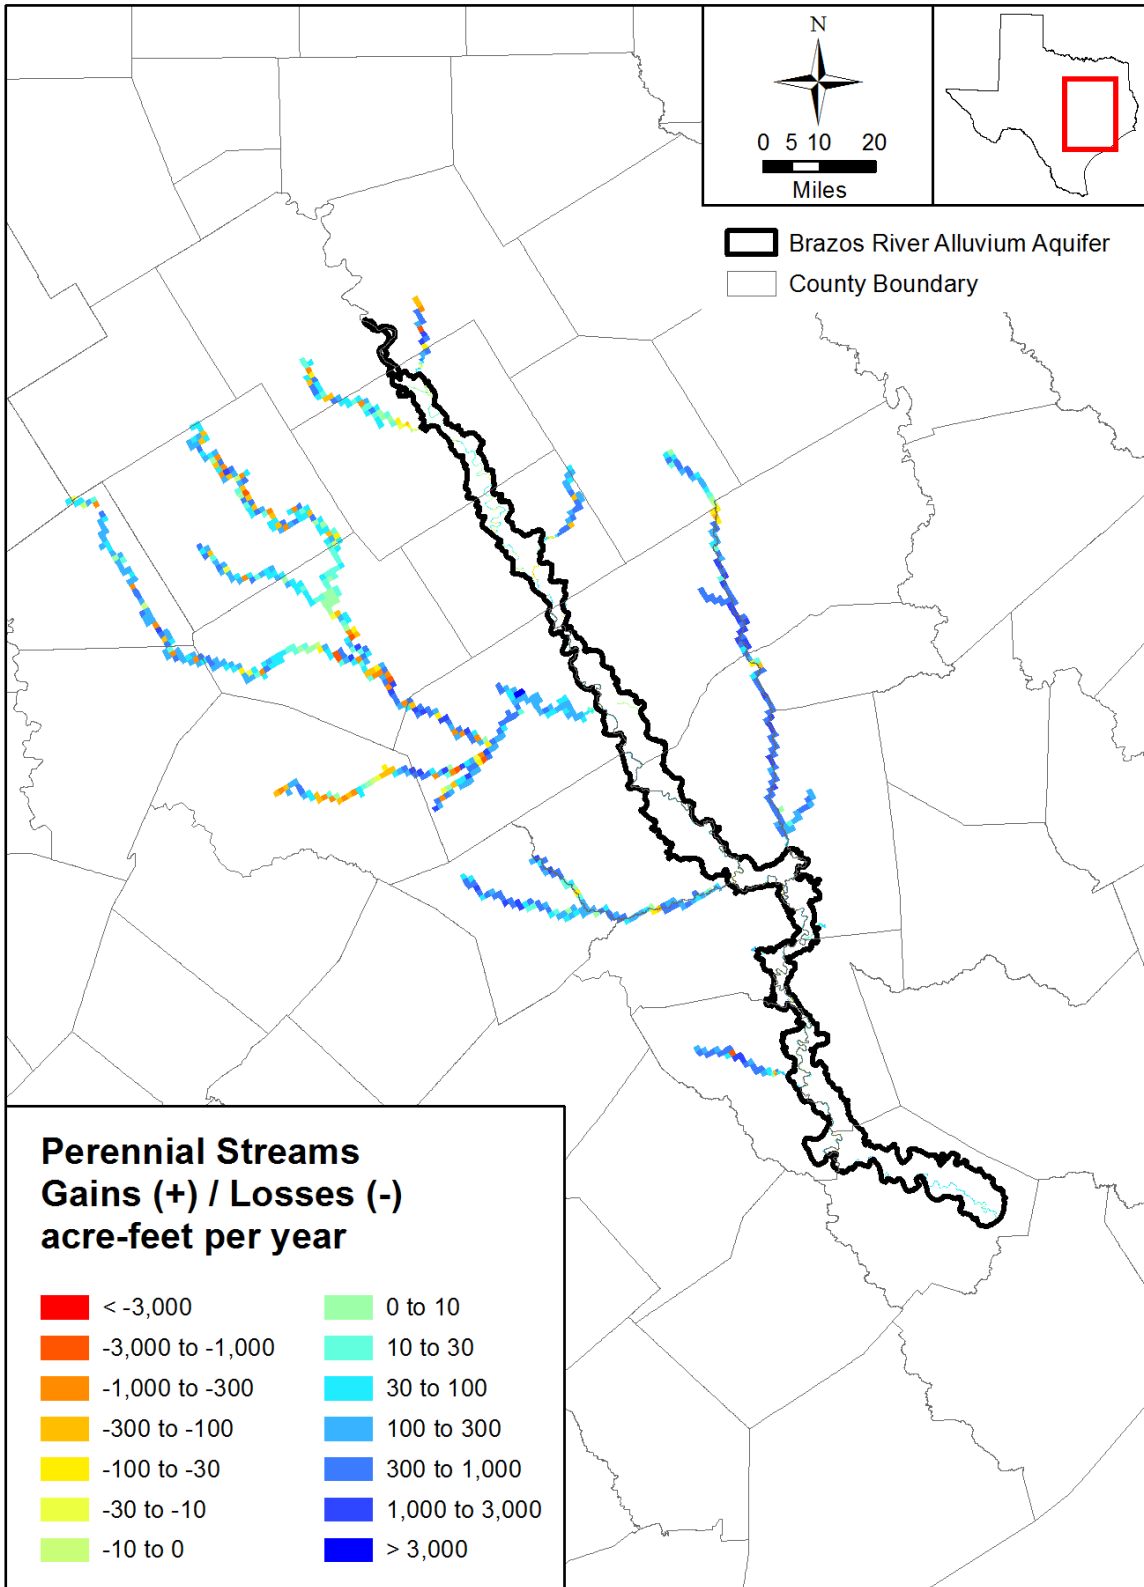 N
0 5 10 20
Miles
Brazos River Alluvium Aquifer
County Boundary
Perennial Streams
Gains (+) / Losses (-)
acre-feet per year
< -3,000
-3,000 to -1,000
-1,000 to -300
-300 to -100
-100 to -30
-30 to -10
-10 to 0
0 to 10
10 to 30
30 to 100
100 to 300
300 to 1,000
1,000 to 3,000
> 3,000